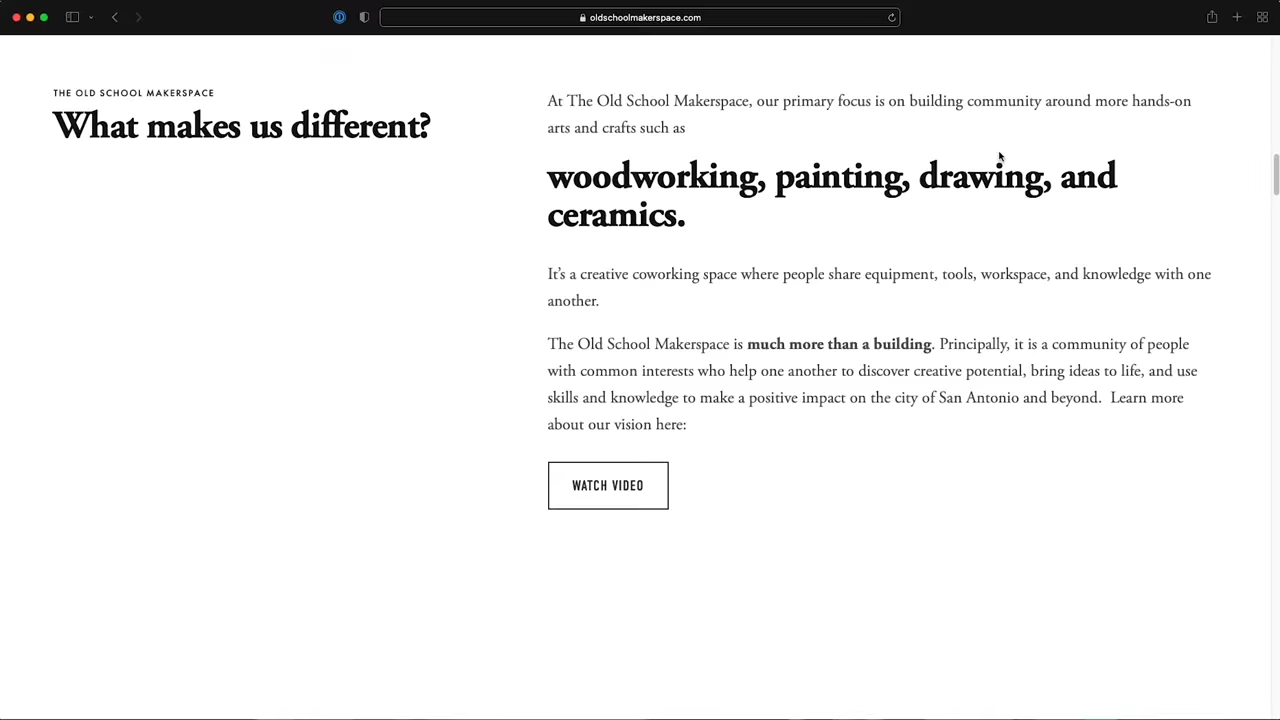 oldschoolmakerspace.com
THE OLD SCHOOL MAKERSPACE
What makes us different?
At The Old School Makerspace, our primary focus is on building community around more hands-on
arts and crafts such as
woodworking, painting, drawing, and
ceramics.
It’s a creative coworking space where people share equipment, tools, workspace, and knowledge with one
another.
The Old School Makerspace is much more than a building. Principally, it is a community of people
with common interests who help one another to discover creative potential, bring ideas to life, and use
skills and knowledge to make a positive impact on the city of San Antonio and beyond.  Learn more
about our vision here:
WATCH VIDEO